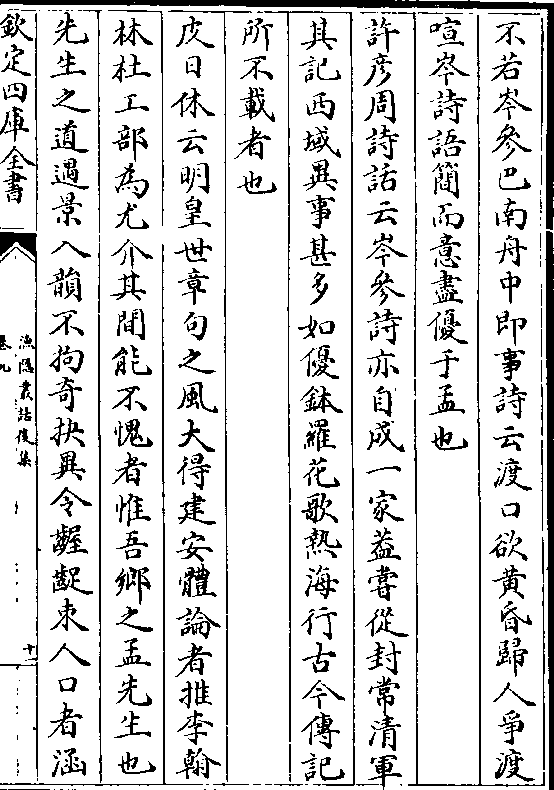 不若岑參巴南舟中即事詩云渡口欲黄昏歸人爭渡
喧岑詩語簡而意盡優于孟也
許彦周詩話云岑參詩亦自成一家葢嘗從封常清軍
其記西域異事甚多如優鉢羅花歌熱海行古今傳記
所不載者也
皮日休云明皇世章句之風大得建安體論者推李翰
林杜工部為尤介其間能不愧者惟吾鄉之孟先生也
先生之道遇景入韻不拘奇抉異令齷齪束人口者涵
欽定四庫全書
漁隱叢話後集
卷九
十一